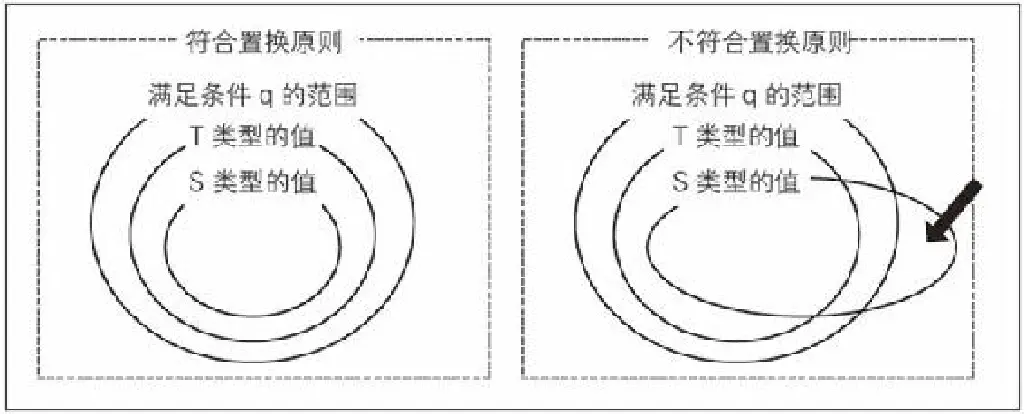 符合置换原则
满足条件 q 的范围
T 类型的值
S 类型的值
不符合置换原则
满足条件 q 的范围
T 类型的值
S 类型的值